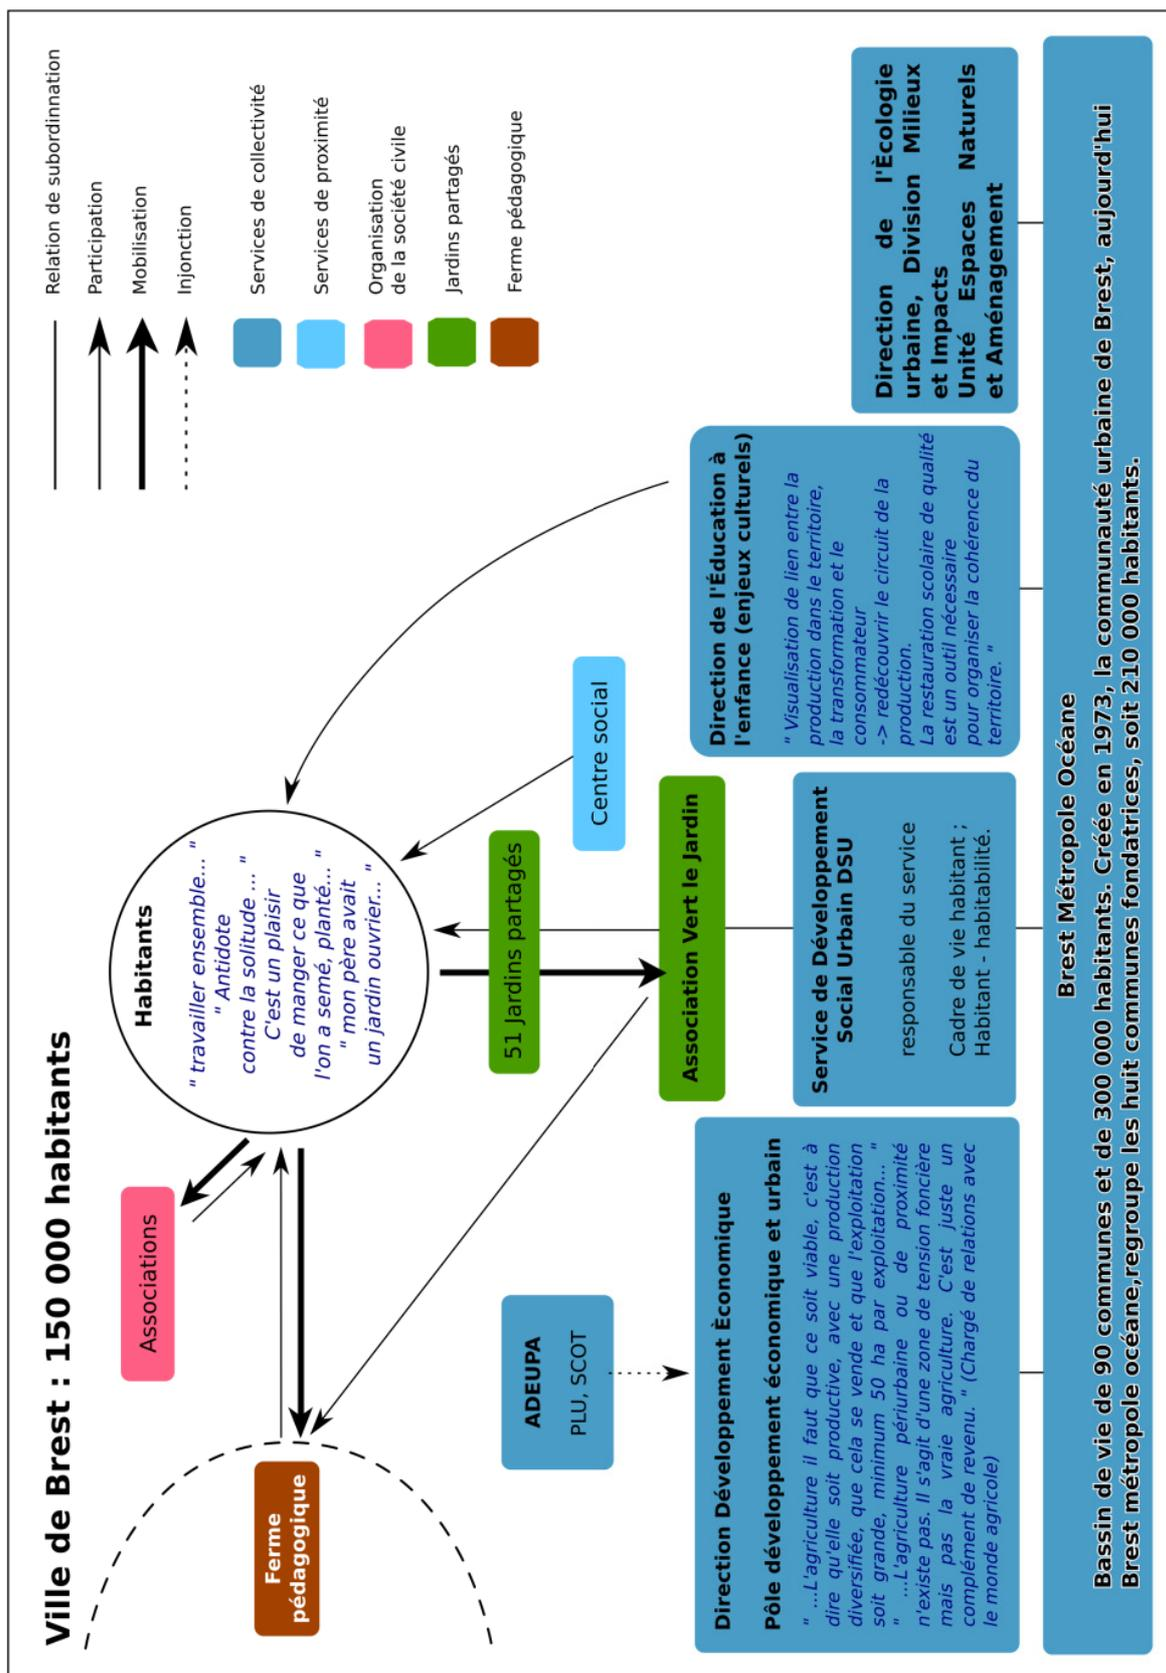 Ville de Brest : 150 000 habitants
Relation de subordinnation
Participation
Mobilisation
Injonction
Services de collectivité
Services de proximité
Organisation
de la société civile
Jardins partagés
Ferme pédagogique
Associations
Habitants
" travailler ensemble... "
" Antidote
contre la solitude ... "
C'est un plaisir
de manger ce que
l'on a semé, planté... "
" mon père avait
un jardin ouvrier... "
Ferme
pédagogique
51 Jardins partagés
Centre social
ADEUPA
PLU, SCOT
Association Vert le Jardin
Direction Développement Èconomique
Pôle développement économique et urbain
" ...L'agriculture il faut que ce soit viable, c'est à
dire qu'elle soit productive, avec une production
diversifiée, que cela se vende et que l'exploitation
soit grande, minimum 50 ha par exploitation... "
" ...L'agriculture périurbaine ou de proximité
n'existe pas. Il s'agit d'une zone de tension foncière
mais pas la vraie agriculture. C'est juste un
complément de revenu. " (Chargé de relations avec
le monde agricole)
Service de Développement
Social Urbain DSU
responsable du service
Cadre de vie habitant ;
Habitant - habitabilité.
Direction de l'Éducation à
l'enfance (enjeux culturels)
" Visualisation de lien entre la
production dans le territoire,
la transformation et le
consommateur
-> redécouvrir le circuit de la
production.
La restauration scolaire de qualité
est un outil nécessaire
pour organiser la cohérence du
territoire. "
Direction de l'Ècologie
urbaine, Division Milieux
et Impacts
Unité Espaces Naturels
et Aménagement
Brest Métropole Océane
Bassin de vie de 90 communes et de 300 000 habitants. Créée en 1973, la communauté urbaine de Brest, aujourd'hui
Brest métropole océane,regroupe les huit communes fondatrices, soit 210 000 habitants.